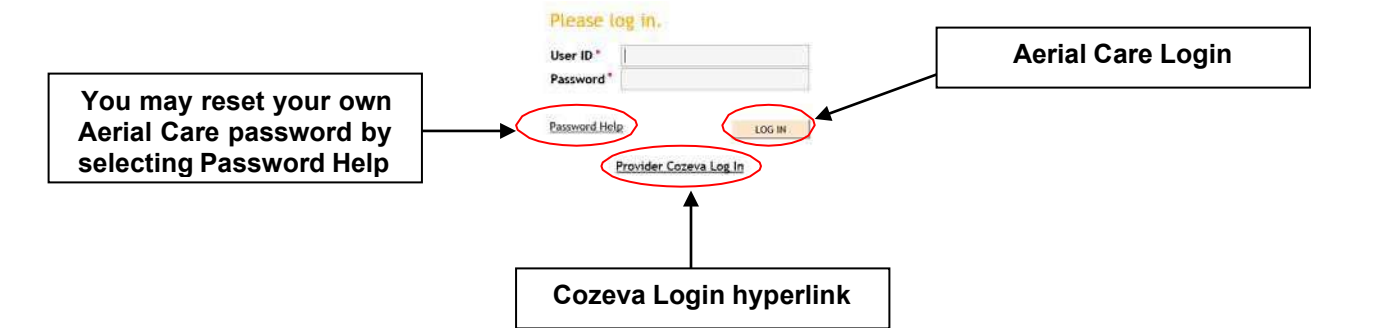 Please log in.
User ID *
Password *
Aerial Care Login
You may reset your own
Aerial Care password by
selecting Password Help
Password Help
LOG IN
Provider Cozeva Log In
Cozeva Login hyperlink